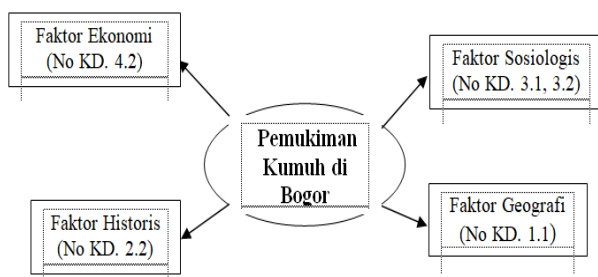 Faktor Ekonomi
(No KD. 4.2)
Faktor Sosiologis
(No KD. 3.1, 3.2)
Pemukiman
Kumuh di
Bogor
Faktor Historis
(No KD. 2.2)
Faktor Geografi
(No KD. 1.1)